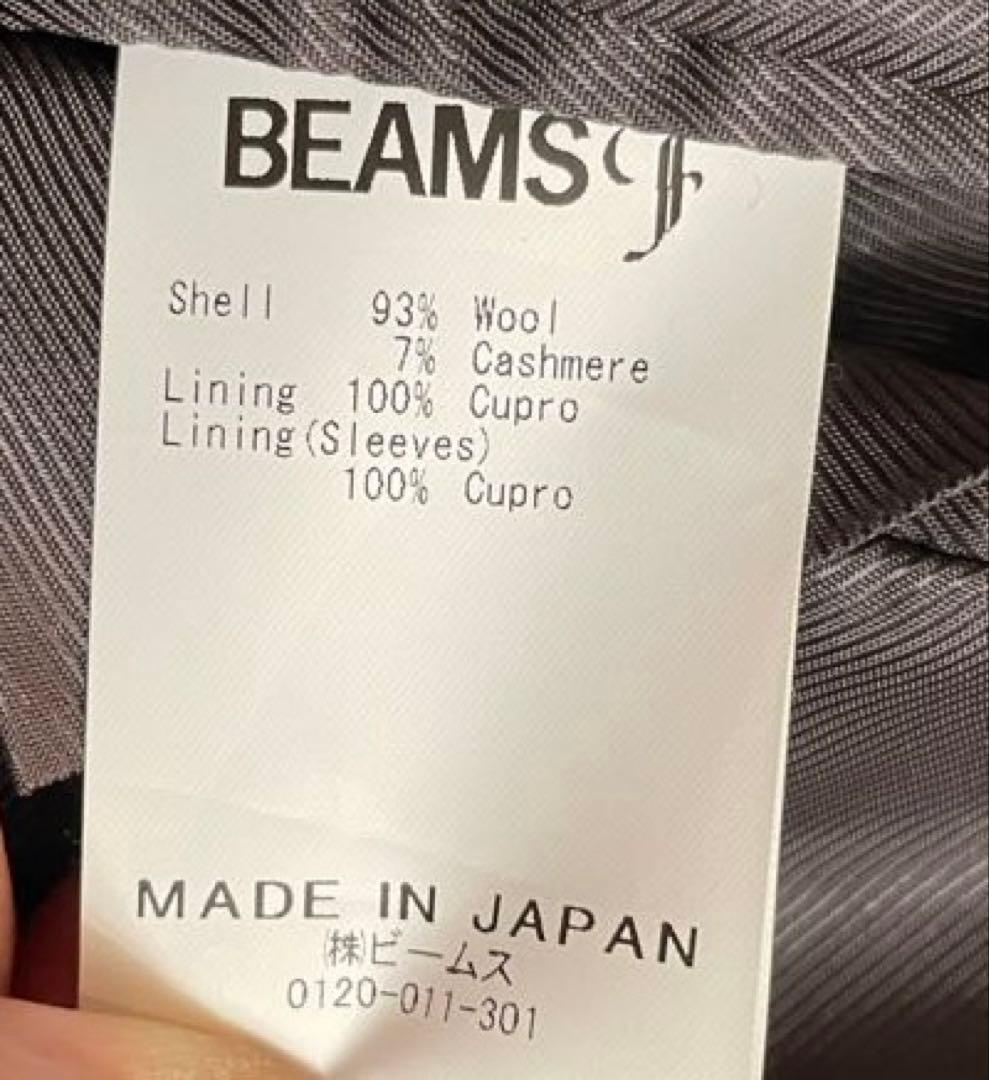 BEAMS F
Shell 93% Wool
7% Cashmere
Lining 100% Cupro
Lining(Sleeves)
100% Cupro
MADE IN JAPAN
㈱ビームス
0120-011-301